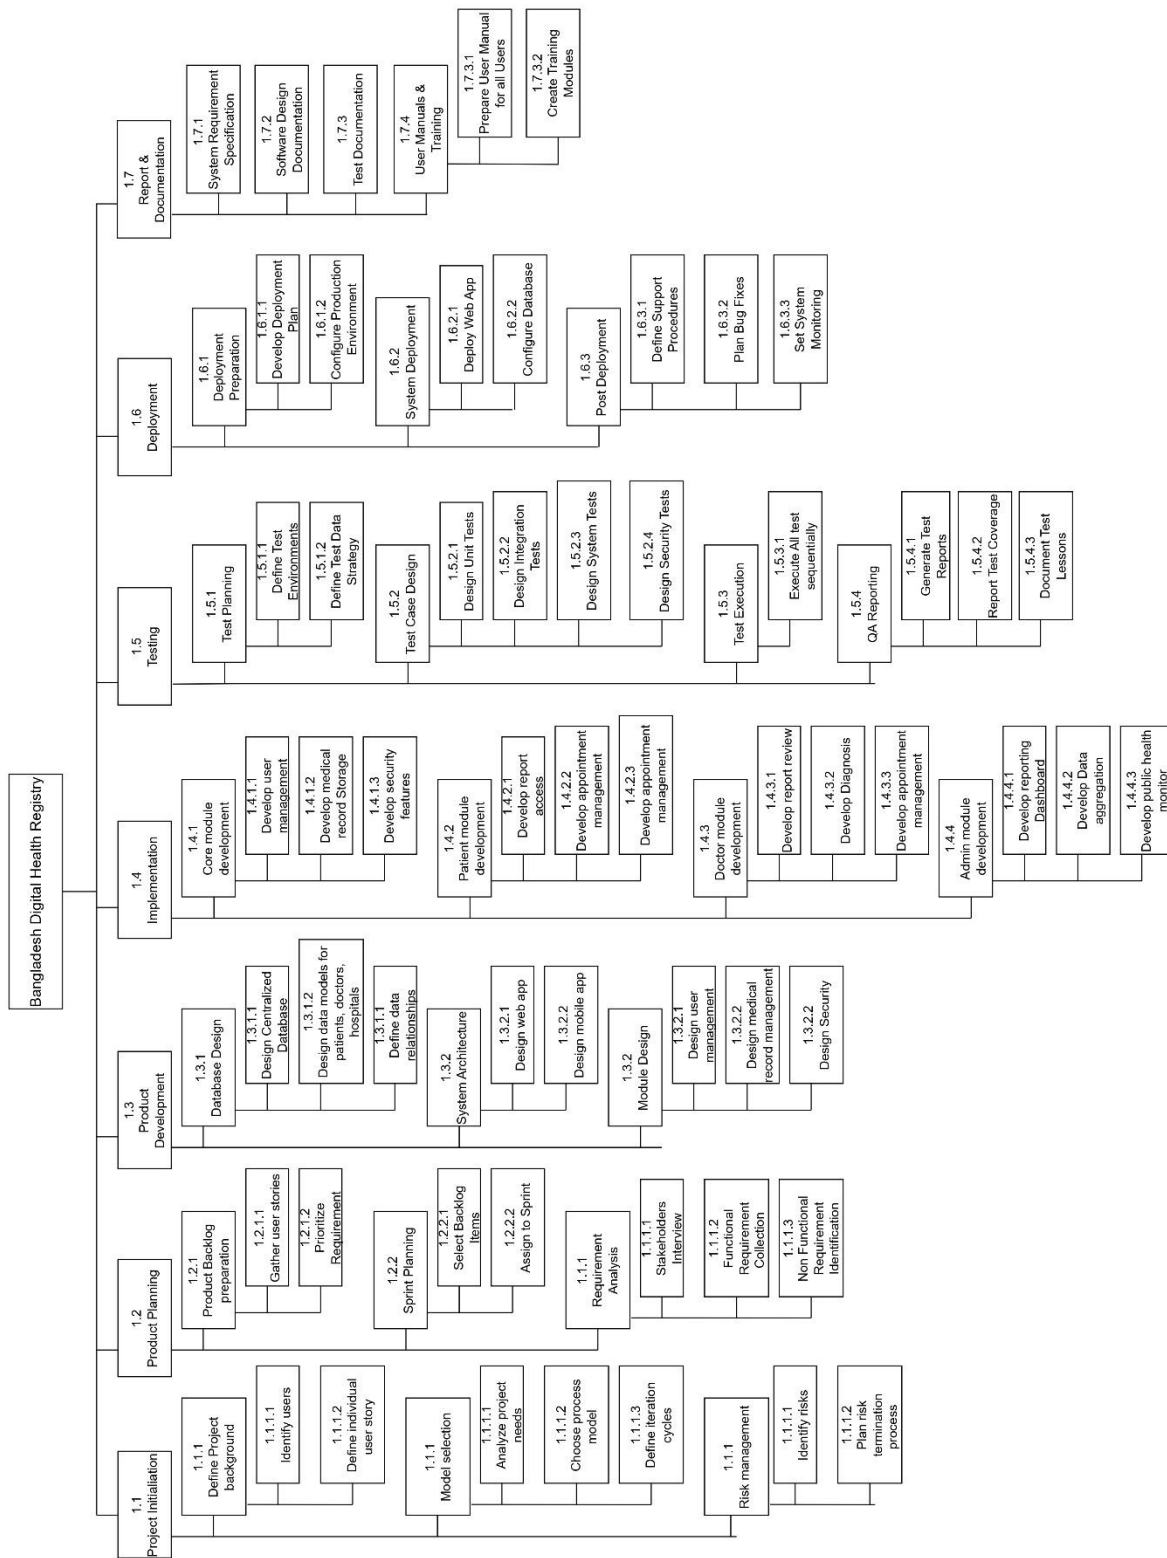 Bangladesh Digital Health Registry
1.1
Project Initialiation
1.1.1
Define Project
background
1.1.1.1
Identify users
1.1.1.2
Define individual
user story
1.1.1
Model selection
1.1.1.1
Analyze project
needs
1.1.1.2
Choose process
model
1.1.1.3
Define iteration
cycles
1.1.1
Risk management
1.1.1.1
Identify risks
1.1.1.2
Plan risk
termination
process
1.2
Product Planning
1.2.1
Product Backlog
preparation
1.2.1.1
Gather user stories
1.2.1.2
Prioritize
Requirement
1.2.2
Sprint Planning
1.2.2.1
Select Backlog
Items
1.2.2.2
Assign to Sprint
1.1.1
Requirement
Analysis
1.1.1.1
Stakeholders
Interview
1.1.1.2
Functional
Requirement
Collection
1.1.1.3
Non Functional
Requirement
Identification
1.3
Product
Development
1.3.1
Database Design
1.3.1.1
Design Centralized
Database
1.3.1.2
Design data models for
patients, doctors,
hospitals
1.3.1.1
Define data
relationships
1.3.2
System Architecture
1.3.2.1
Design web app
1.3.2.2
Design mobile app
1.3.2
Module Design
1.3.2.1
Design user
management
1.3.2.2
Design medical
record management
1.3.2.2
Design Security
1.4
Implementation
1.4.1
Core module
development
1.4.1.1
Develop user
management
1.4.1.2
Develop medical
record Storage
1.4.1.3
Develop security
features
1.4.2
Patient module
development
1.4.2.1
Develop report
access
1.4.2.2
Develop appointment
management
1.4.2.3
Develop appointment
management
1.4.3
Doctor module
development
1.4.3.1
Develop report review
1.4.3.2
Develop Diagnosis
1.4.3.3
Develop appointment
management
1.4.4
Admin module
development
1.4.4.1
Develop reporting
Dashboard
1.4.4.2
Develop Data
aggregation
1.4.4.3
Develop public health
monitor
1.5
Testing
1.5.1
Test Planning
1.5.1.1
Define Test
Environments
1.5.1.2
Define Test Data
Strategy
1.5.2
Test Case Design
1.5.2.1
Design Unit Tests
1.5.2.2
Design Integration
Tests
1.5.2.3
Design System Tests
1.5.2.4
Design Security Tests
1.5.3
Test Execution
1.5.3.1
Execute All test
sequentially
1.5.4
QA Reporting
1.5.4.1
Generate Test
Reports
1.5.4.2
Report Test Coverage
1.5.4.3
Document Test
Lessons
1.6
Deployment
1.6.1
Deployment
Preparation
1.6.1.1
Develop Deployment
Plan
1.6.1.2
Configure Production
Environment
1.6.2
System Deployment
1.6.2.1
Deploy Web App
1.6.2.2
Configure Database
1.6.3
Post Deployment
1.6.3.1
Define Support
Procedures
1.6.3.2
Plan Bug Fixes
1.6.3.3
Set System
Monitoring
1.7
Report &
Documentation
1.7.1
System Requirement
Specification
1.7.2
Software Design
Documentation
1.7.3
Test Documentation
1.7.4
User Manuals &
Training
1.7.3.1
Prepare User Manual
for all Users
1.7.3.2
Create Training
Modules